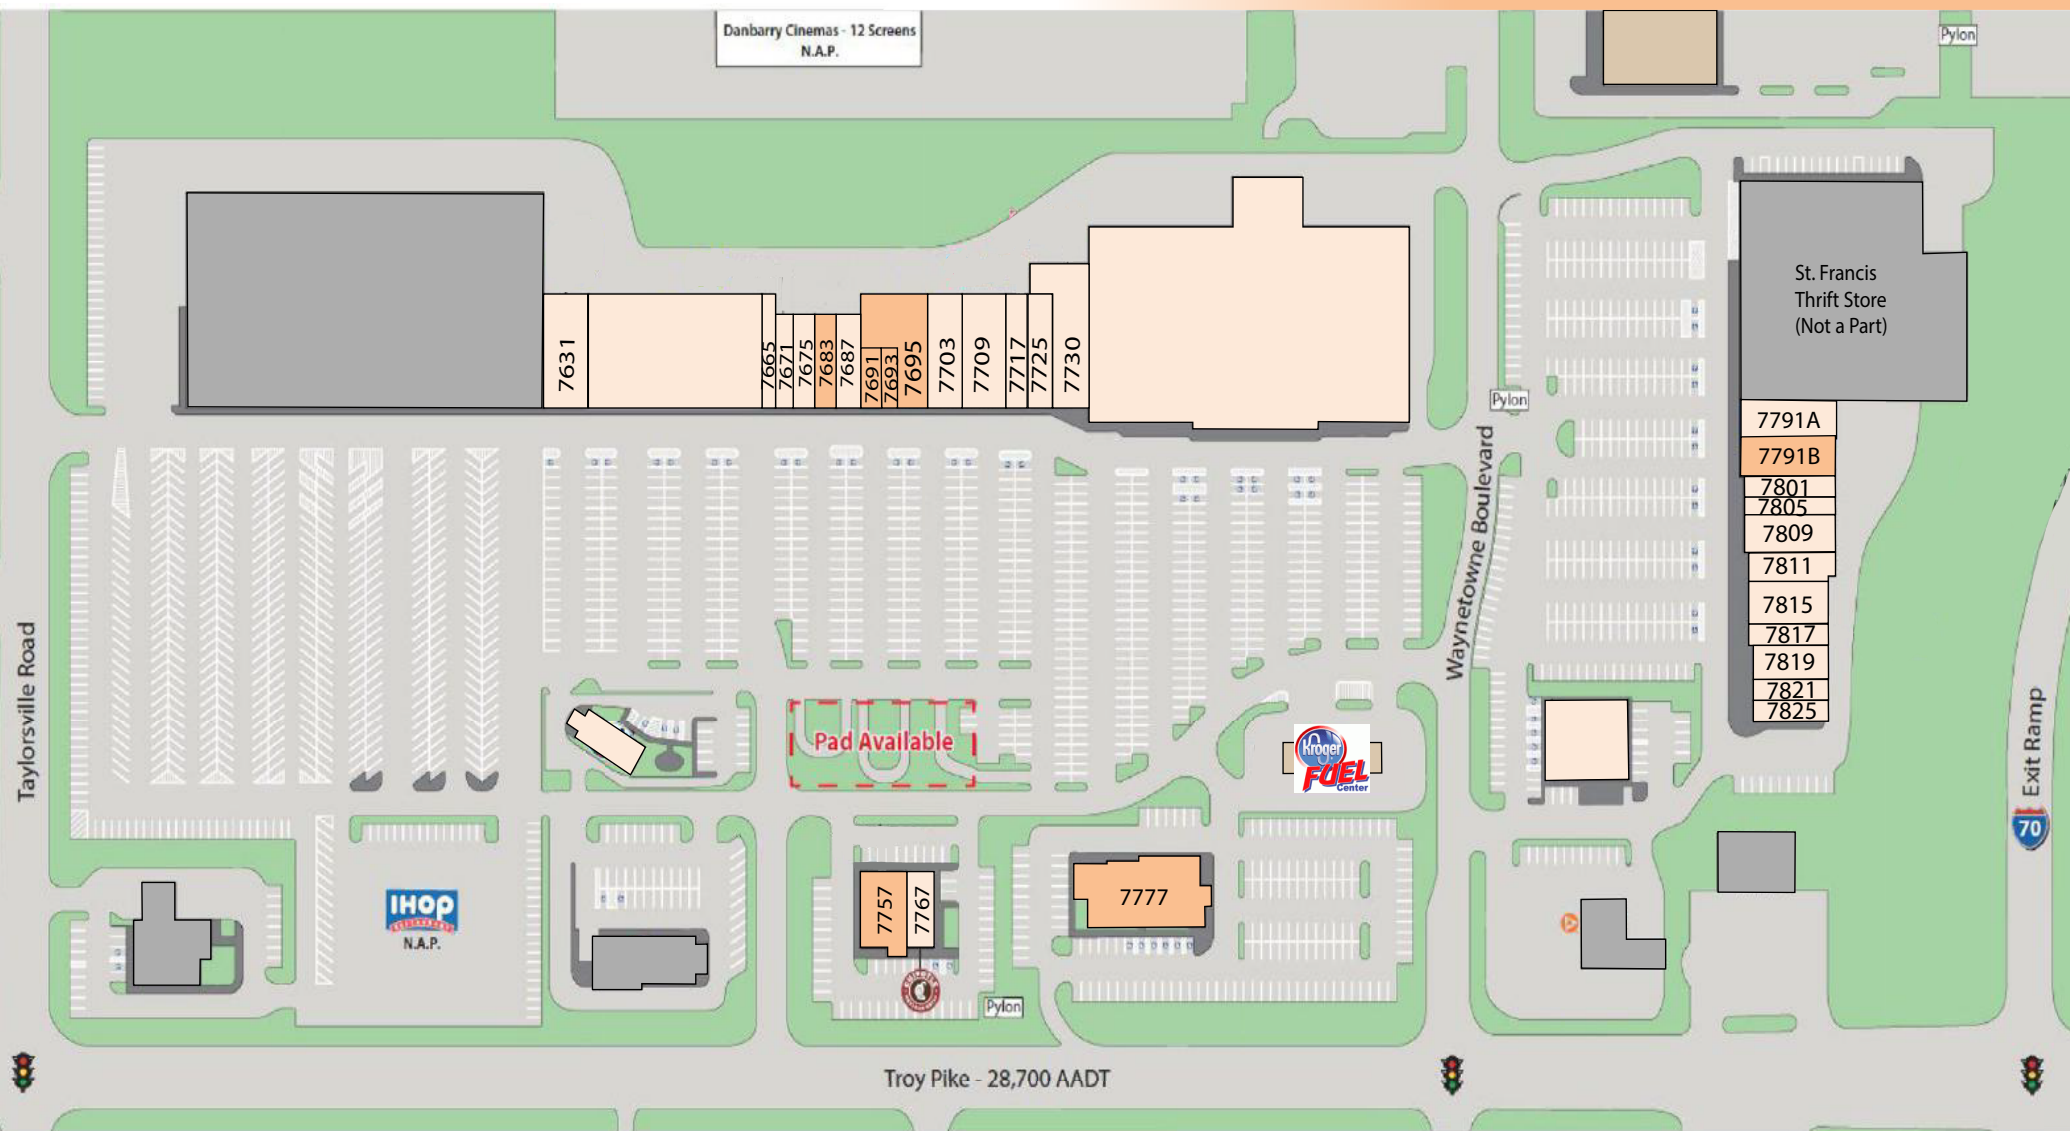 Danbarry Cinemas - 12 Screens
N.A.P.
Pylon
St. Francis
Thrift Store
(Not a Part)
7631
7665
7671
7675
7683
7687
7691
7693
7695
7703
7709
7717
7725
7730
Pylon
7791A
7791B
7801
7805
7809
7811
7815
7817
7819
7821
7825
Waynetowne Boulevard
Taylorsville Road
Pad Available
Kroger
FUEL
Center
Exit Ramp
70
IHOP
N.A.P.
7757
7767
7777
Pylon
Troy Pike - 28,700 AADT